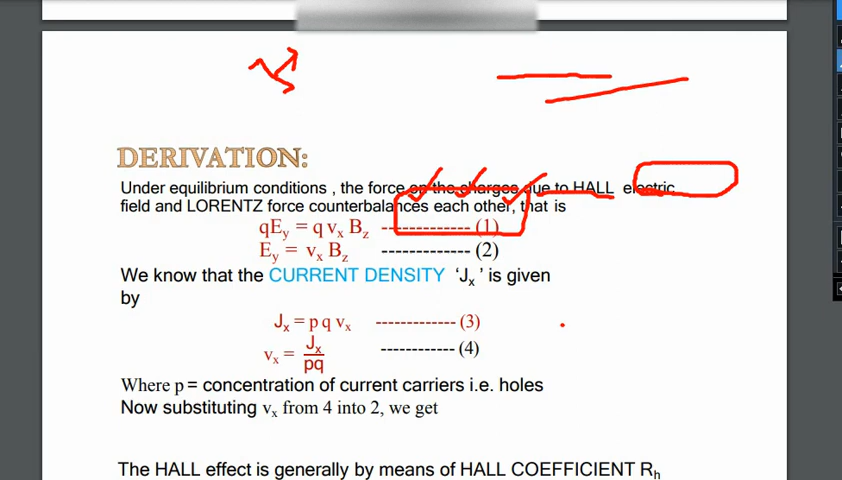 DERIVATION:
Under equilibrium conditions , the force on the charges due to HALL electric
field and LORENTZ force counterbalances each other, that is
qEy = q vx Bz ------------- (1)
Ey = vx Bz ------------- (2)
We know that the CURRENT DENSITY ‘Jx ’ is given
by
Jx = p q vx ------------- (3)
vx = Jx/pq ------------ (4)
Where p = concentration of current carriers i.e. holes
Now substituting vx from 4 into 2, we get
The HALL effect is generally by means of HALL COEFFICIENT Rh